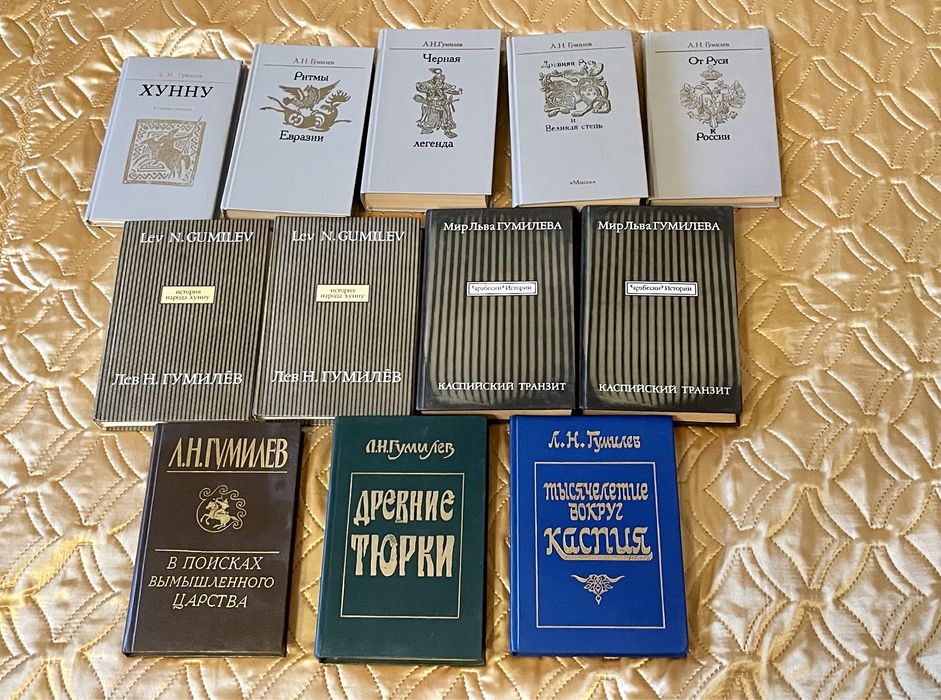 Л. Н. Гумилев
ХУННУ
Л. Н. Гумилев
Ритмы
Евразии
Л.Н.Гумилев
Черная
легенда
Л. Н. Гумилев
Древняя Русь
и
Великая степь
«Мысль»
Л. Н. Гумилев
От Руси
к
России
Lev N. GUMILEV
история
народа хунну
Лев Н. ГУМИЛЁВ
Lev N. GUMILEV
история
народа хунну
Лев Н. ГУМИЛЁВ
Мир Льва ГУМИЛЕВА
"арабески" Истории
КАСПИЙСКИЙ ТРАНЗИТ
Мир Льва ГУМИЛЕВА
"арабески" Истории
КАСПИЙСКИЙ ТРАНЗИТ
Л.Н.ГУМИЛЕВ
В ПОИСКАХ
ВЫМЫШЛЕННОГО
ЦАРСТВА
Л.Н.Гумилев
ДРЕВНИЕ
ТЮРКИ
Л. Н. Гумилев
ТЫСЯЧЕЛЕТИЕ
ВОКРУГ
КАСПИЯ